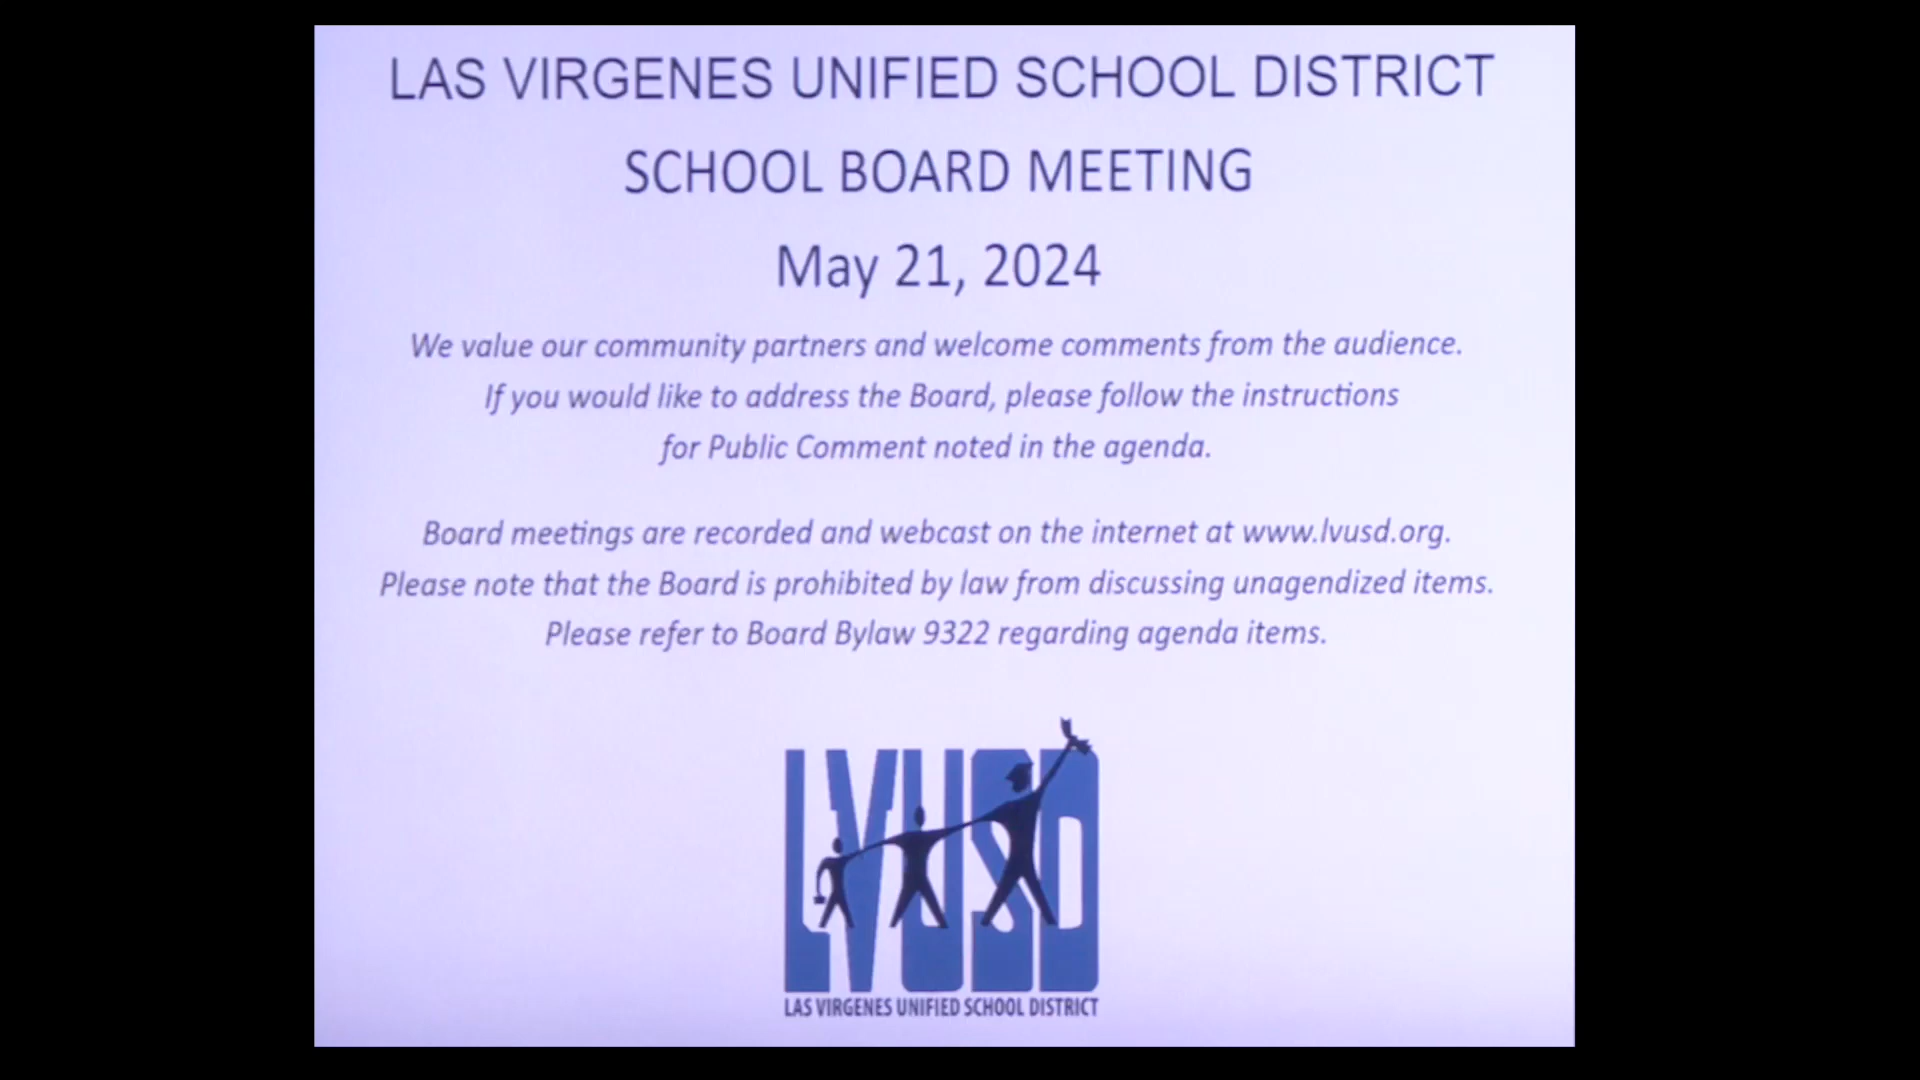 LAS VIRGENES UNIFIED SCHOOL DISTRICT
SCHOOL BOARD MEETING
May 21, 2024
We value our community partners and welcome comments from the audience.
If you would like to address the Board, please follow the instructions
for Public Comment noted in the agenda.
Board meetings are recorded and webcast on the internet at www.lvusd.org.
Please note that the Board is prohibited by law from discussing unagendized items.
Please refer to Board Bylaw 9322 regarding agenda items.
LVUSD
LAS VIRGENES UNIFIED SCHOOL DISTRICT